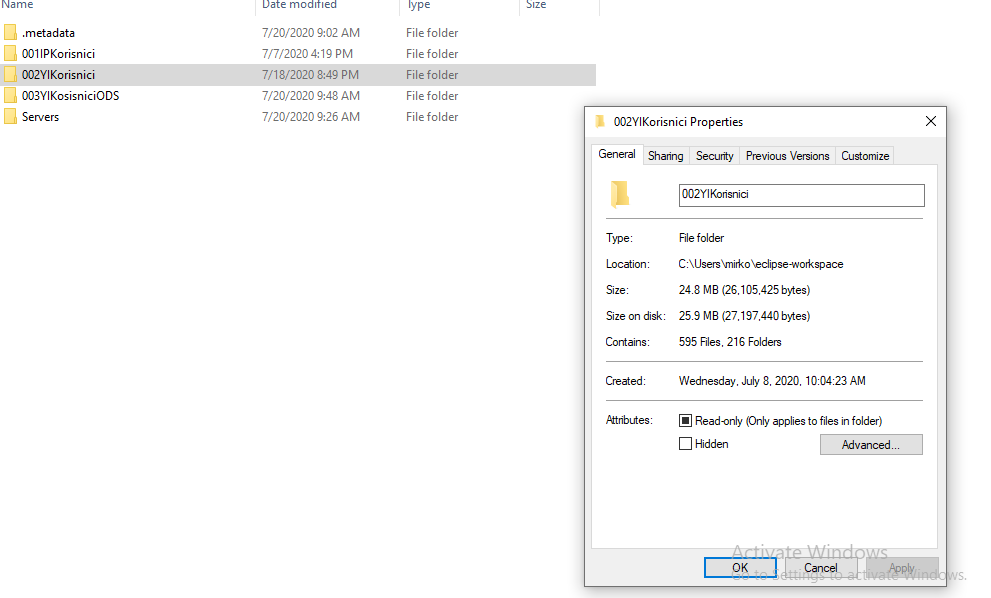 Name Date modified Type Size
.metadata 7/20/2020 9:02 AM File folder
001IPKorisnici 7/7/2020 4:19 PM File folder
002YIKorisnici 7/18/2020 8:49 PM File folder
003YIKosisniciODS 7/20/2020 9:48 AM File folder
Servers 7/20/2020 9:26 AM File folder
002YIKorisnici Properties
General Sharing Security Previous Versions Customize
002YIKorisnici
Type: File folder
Location: C:\Users\mirko\eclipse-workspace
Size: 24.8 MB (26,105,425 bytes)
Size on disk: 25.9 MB (27,197,440 bytes)
Contains: 595 Files, 216 Folders
Created: Wednesday, July 8, 2020, 10:04:23 AM
Attributes: Read-only (Only applies to files in folder)
Hidden Advanced...
Activate Windows
Go to Settings to activate Windows.
OK Cancel Apply